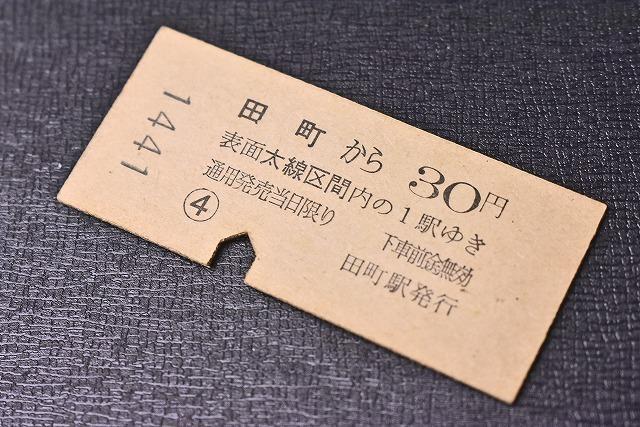 1441
田町から 30円
表面太線区間内の1駅ゆき
通用発売当日限り
下車前途無効
④
田町駅発行